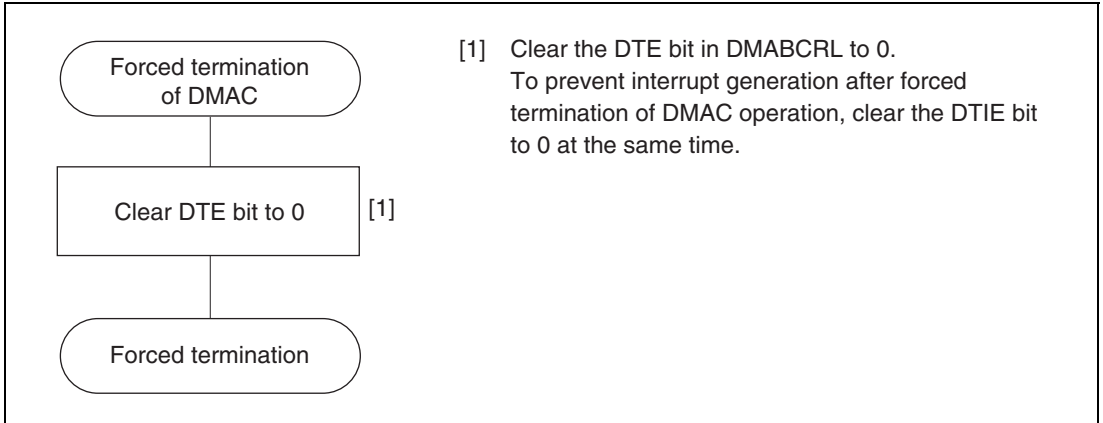 Forced termination
of DMAC
Clear DTE bit to 0
[1]
Forced termination
[1] Clear the DTE bit in DMABCRL to 0.
To prevent interrupt generation after forced
termination of DMAC operation, clear the DTIE bit
to 0 at the same time.